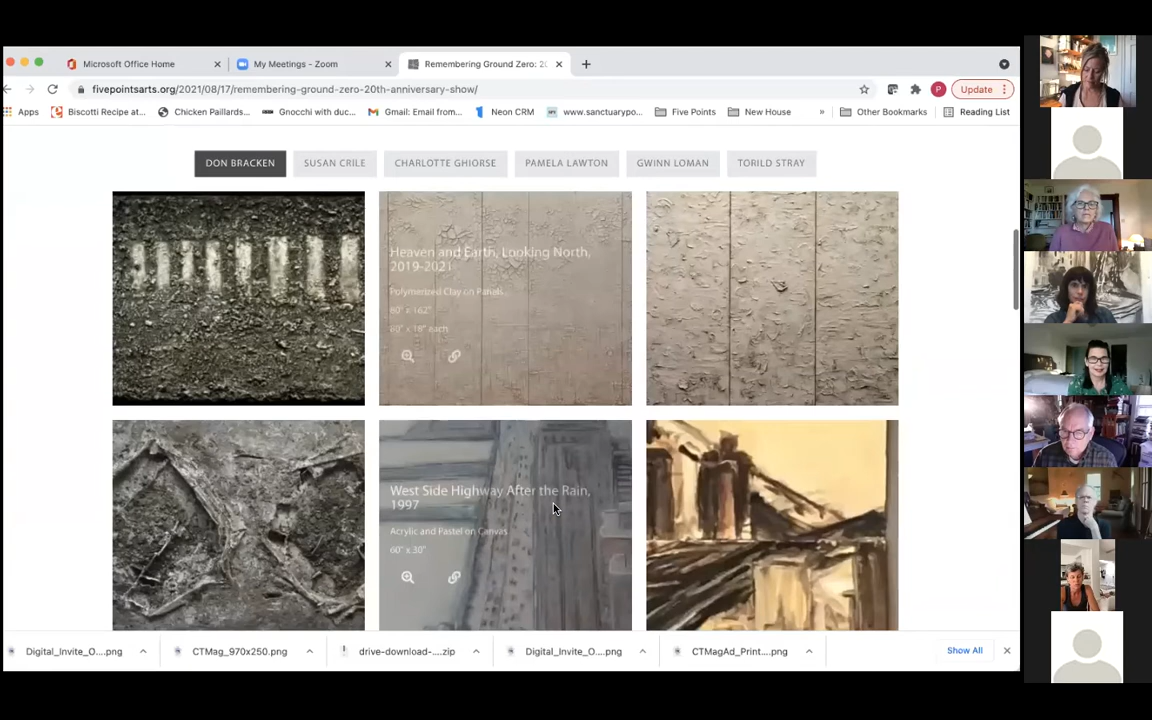 Microsoft Office Home
My Meetings - Zoom
Remembering Ground Zero: 20
fivepointsarts.org/2021/08/17/remembering-ground-zero-20th-anniversary-show/
P
Update
Apps
Biscotti Recipe at...
Chicken Paillards...
Gnocchi with duc...
Gmail: Email from...
Neon CRM
www.sanctuarypo...
Five Points
New House
»
Other Bookmarks
Reading List
DON BRACKEN
SUSAN CRILE
CHARLOTTE GHIORSE
PAMELA LAWTON
GWINN LOMAN
TORILD STRAY
Heaven and Earth, Looking North,
2019-2021
Polymerized Clay on Panels
80" x 18" each
West Side Highway After the Rain,
1997
Acrylic and Pastel on Canvas
60" x 30"
Digital_Invite_O....png
CTMag_970x250.png
drive-download-....zip
Digital_Invite_O....png
CTMagAd_Print....png
Show All